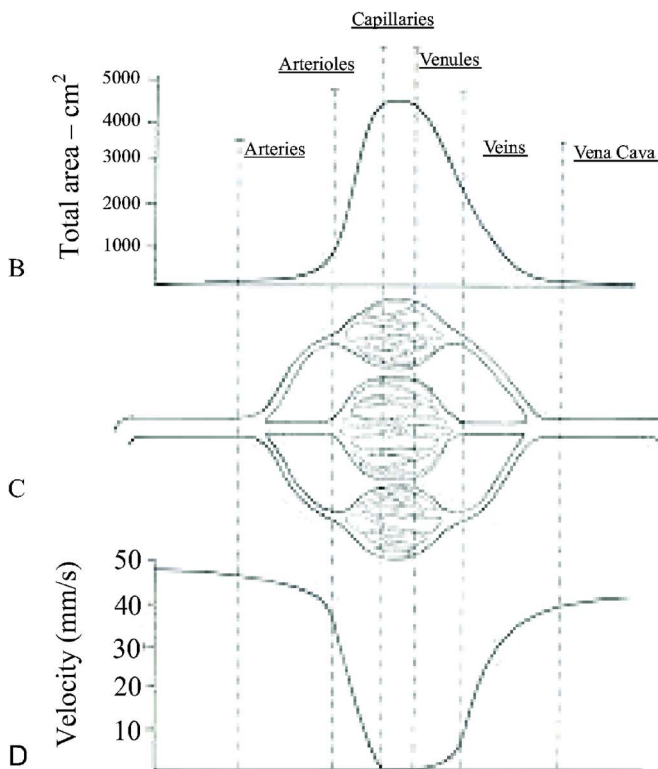 Capillaries
Arterioles
Venules
Arteries
Veins
Vena Cava
Total area – cm²
5000
4000
3000
2000
1000
B
C
Velocity (mm/s)
50
40
30
20
10
D